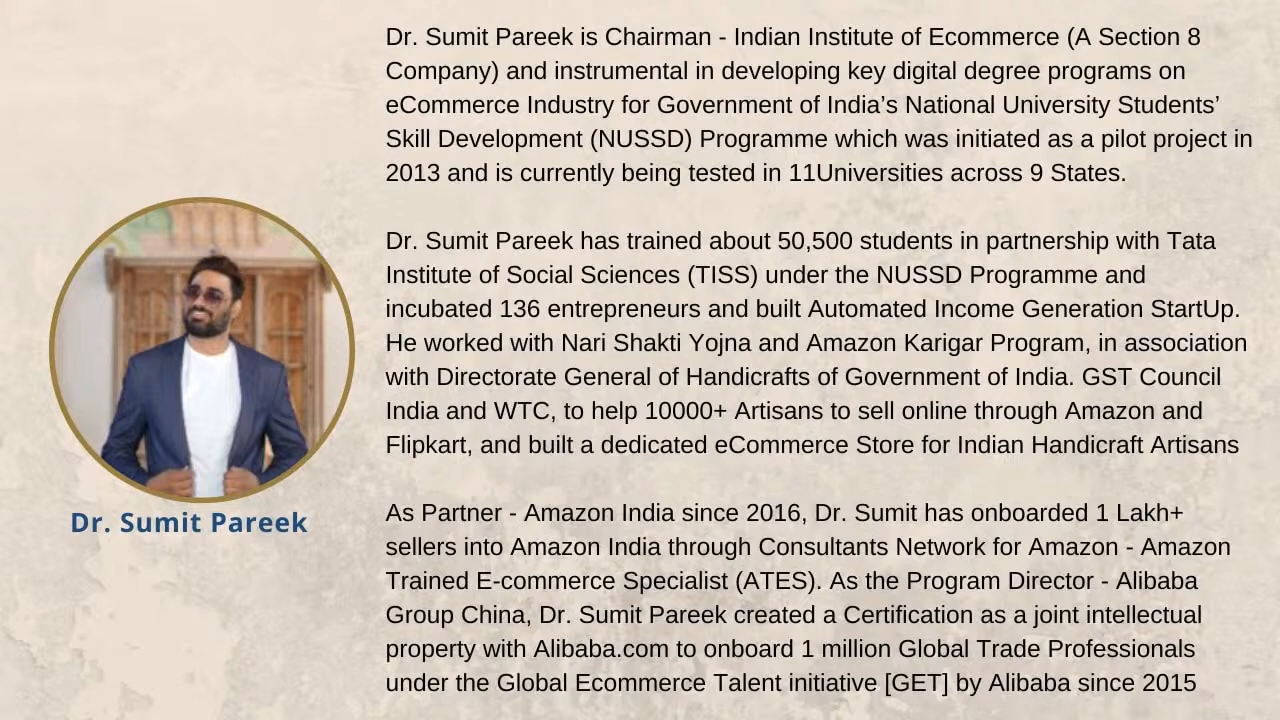 Dr. Sumit Pareek is Chairman - Indian Institute of Ecommerce (A Section 8
Company) and instrumental in developing key digital degree programs on
eCommerce Industry for Government of India’s National University Students’
Skill Development (NUSSD) Programme which was initiated as a pilot project in
2013 and is currently being tested in 11Universities across 9 States.
Dr. Sumit Pareek has trained about 50,500 students in partnership with Tata
Institute of Social Sciences (TISS) under the NUSSD Programme and
incubated 136 entrepreneurs and built Automated Income Generation StartUp.
He worked with Nari Shakti Yojna and Amazon Karigar Program, in association
with Directorate General of Handicrafts of Government of India. GST Council
India and WTC, to help 10000+ Artisans to sell online through Amazon and
Flipkart, and built a dedicated eCommerce Store for Indian Handicraft Artisans
As Partner - Amazon India since 2016, Dr. Sumit has onboarded 1 Lakh+
sellers into Amazon India through Consultants Network for Amazon - Amazon
Trained E-commerce Specialist (ATES). As the Program Director - Alibaba
Group China, Dr. Sumit Pareek created a Certification as a joint intellectual
property with Alibaba.com to onboard 1 million Global Trade Professionals
under the Global Ecommerce Talent initiative [GET] by Alibaba since 2015
Dr. Sumit Pareek